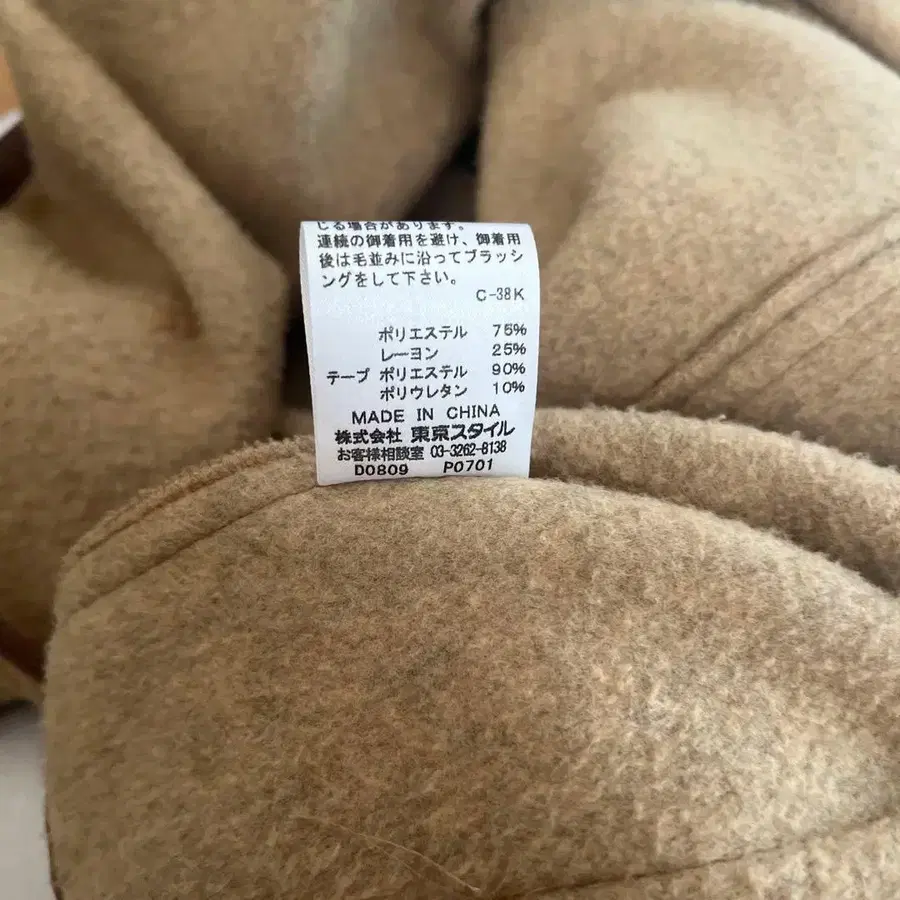 じる場合があります。
連続の御着用を避け、御着用
後は毛並みに沿ってブラッシ
ングをして下さい。
C-38K
ポリエステル 75%
レーヨン 25%
テープ ポリエステル 90%
ポリウレタン 10%
MADE IN CHINA
株式会社 東京スタイル
お客様相談室 03-3262-8138
D0809 P0701